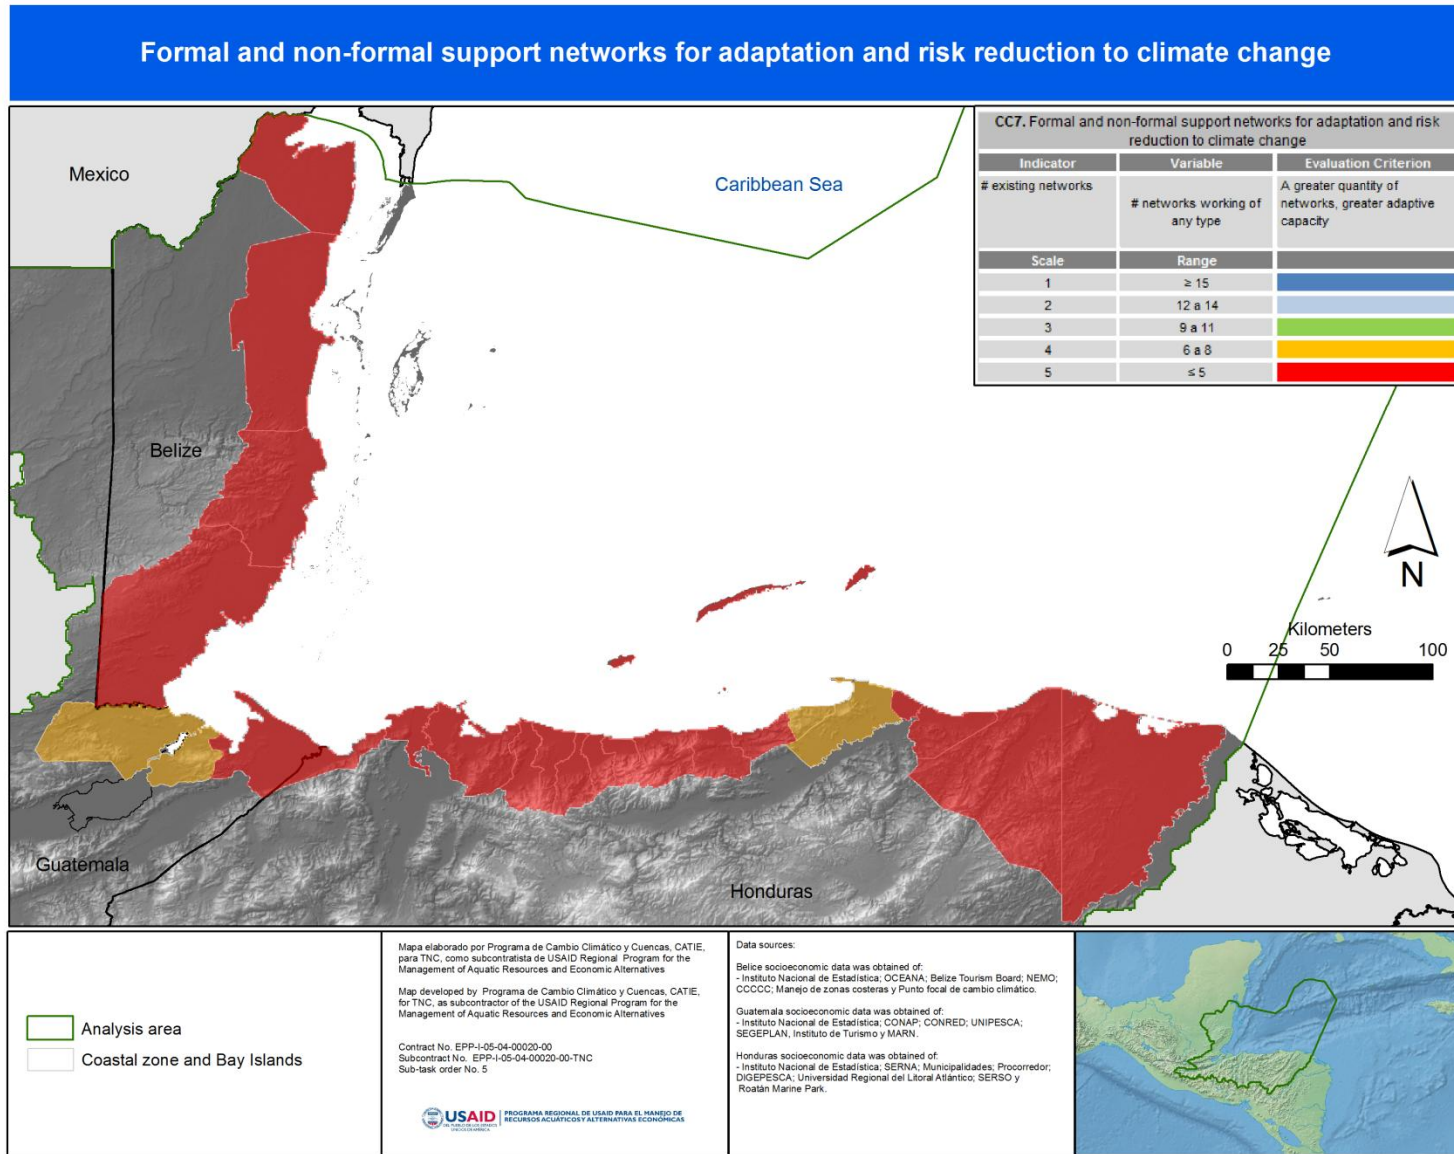 Formal and non-formal support networks for adaptation and risk reduction to climate change
Mexico
Caribbean Sea
Belize
Guatemala
Honduras
CC7. Formal and non-formal support networks for adaptation and risk
reduction to climate change
Indicator Variable Evaluation Criterion
# existing networks
# networks working of
any type
A greater quantity of
networks, greater adaptive
capacity
Scale Range
1 ≥ 15
2 12 a 14
3 9 a 11
4 6 a 8
5 ≤ 5
N
Kilometers
0 25 50 100
Analysis area
Coastal zone and Bay Islands
Mapa elaborado por Programa de Cambio Climático y Cuencas, CATIE,
para TNC, como subcontratista de USAID Regional Program for the
Management of Aquatic Resources and Economic Alternatives
Map developed by Programa de Cambio Climático y Cuencas, CATIE,
for TNC, as subcontractor of the USAID Regional Program for the
Management of Aquatic Resources and Economic Alternatives
Contract No. EPP-I-05-04-00020-00
Subcontract No. EPP-I-05-04-00020-00-TNC
Sub-task order No. 5
USAID
DEL PUEBLO DE LOS ESTADOS
UNIDOS DE AMÉRICA
PROGRAMA REGIONAL DE USAID PARA EL MANEJO DE
RECURSOS ACUÁTICOS Y ALTERNATIVAS ECONÓMICAS
Data sources:
Belice socioeconomic data was obtained of:
- Instituto Nacional de Estadística; OCEANA; Belize Tourism Board; NEMO;
CCCCC; Manejo de zonas costeras y Punto focal de cambio climático.
Guatemala socioeconomic data was obtained of:
- Instituto Nacional de Estadística; CONAP; CONRED; UNIPESCA;
SEGEPLAN, Instituto de Turismo y MARN.
Honduras socioeconomic data was obtained of:
- Instituto Nacional de Estadística; SERNA; Municipalidades; Procorredor;
DIGEPESCA; Universidad Regional del Litoral Atlántico; SERSO y
Roatán Marine Park.